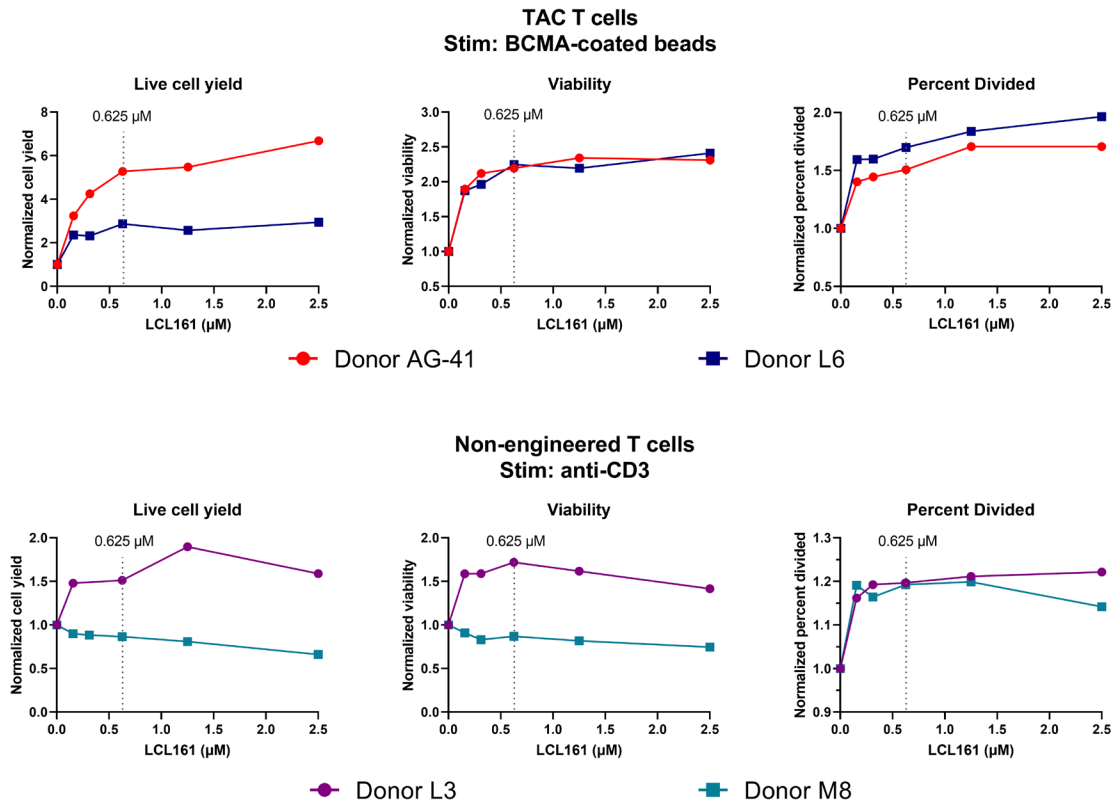 TAC T cells
Stim: BCMA-coated beads
Live cell yield
Normalized cell yield
8
6
4
2
0
0.625 µM
0.0 0.5 1.0 1.5 2.0 2.5
LCL161 (µM)
Viability
Normalized viability
3.0
2.5
2.0
1.5
1.0
0.5
0.625 µM
0.0 0.5 1.0 1.5 2.0 2.5
LCL161 (µM)
Percent Divided
Normalized percent divided
2.0
1.5
1.0
0.5
0.625 µM
0.0 0.5 1.0 1.5 2.0 2.5
LCL161 (µM)
Donor AG-41
Donor L6
Non-engineered T cells
Stim: anti-CD3
Live cell yield
Normalized cell yield
2.0
1.5
1.0
0.5
0.0
0.625 µM
0.0 0.5 1.0 1.5 2.0 2.5
LCL161 (µM)
Viability
Normalized viability
2.0
1.5
1.0
0.5
0.0
0.625 µM
0.0 0.5 1.0 1.5 2.0 2.5
LCL161 (µM)
Percent Divided
Normalized percent divided
1.3
1.2
1.1
1.0
0.9
0.625 µM
0.0 0.5 1.0 1.5 2.0 2.5
LCL161 (µM)
Donor L3
Donor M8